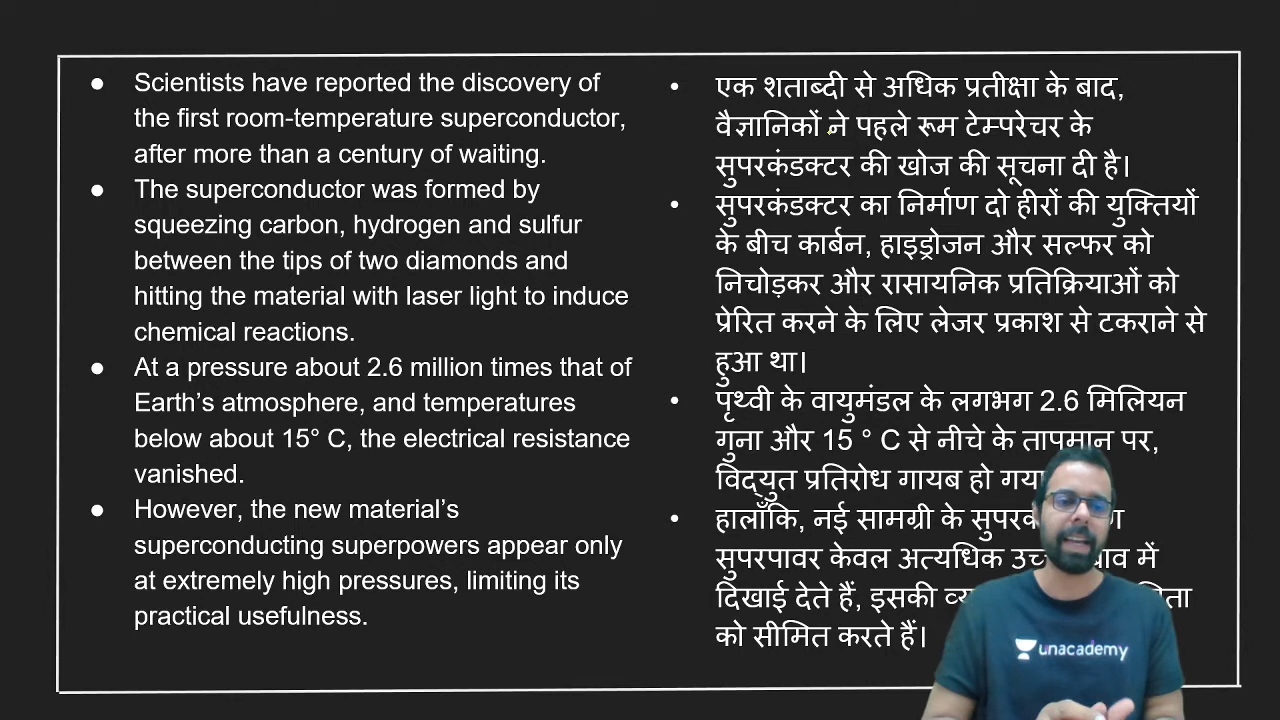 ● Scientists have reported the discovery of
the first room-temperature superconductor,
after more than a century of waiting.
● The superconductor was formed by
squeezing carbon, hydrogen and sulfur
between the tips of two diamonds and
hitting the material with laser light to induce
chemical reactions.
● At a pressure about 2.6 million times that of
Earth’s atmosphere, and temperatures
below about 15° C, the electrical resistance
vanished.
● However, the new material’s
superconducting superpowers appear only
at extremely high pressures, limiting its
practical usefulness.
• एक शताब्दी से अधिक प्रतीक्षा के बाद,
वैज्ञानिकों ने पहले रूम टेम्परेचर के
सुपरकंडक्टर की खोज की सूचना दी है।
• सुपरकंडक्टर का निर्माण दो हीरों की युक्तियों
के बीच कार्बन, हाइड्रोजन और सल्फर को
निचोड़कर और रासायनिक प्रतिक्रियाओं को
प्रेरित करने के लिए लेजर प्रकाश से टकराने से
हुआ था।
• पृथ्वी के वायुमंडल के लगभग 2.6 मिलियन
गुना और 15 ° C से नीचे के तापमान पर,
विद्युत प्रतिरोध गायब हो
• हालाँकि, नई सामग्री के
सुपरपावर केवल अत्यधिक में
दिखाई देते हैं, इसकी
को सीमित करते हैं।
unacademy